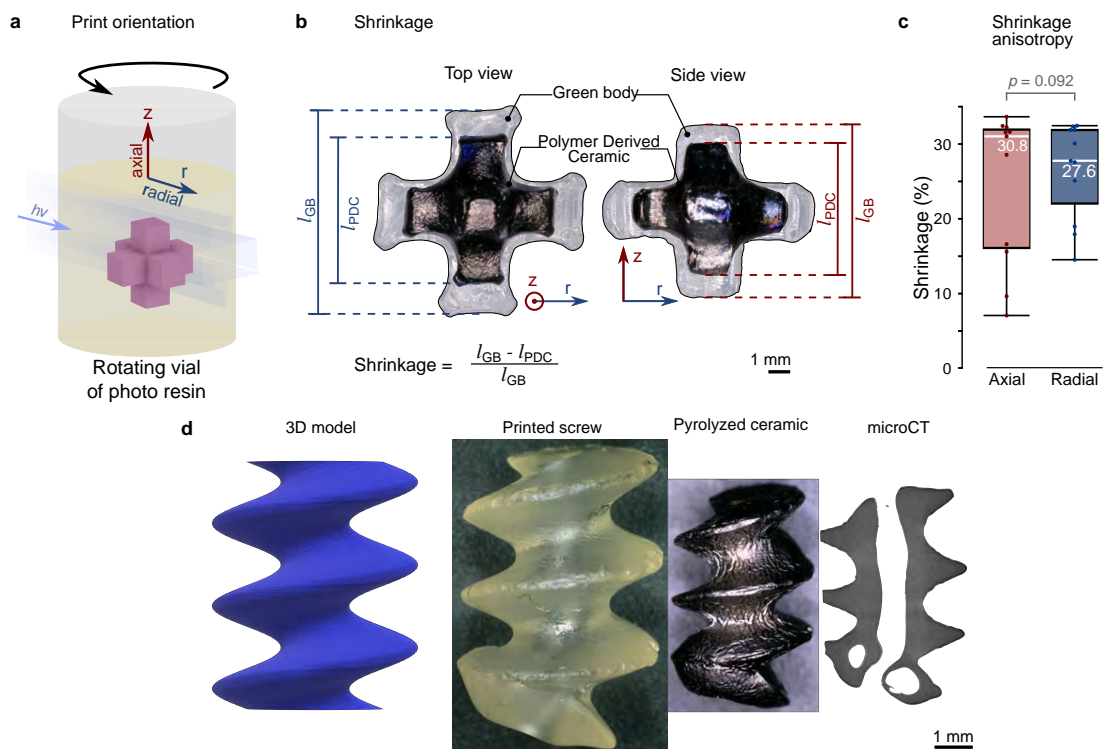 a Print orientation
z
axial
r
radial
hν
Rotating vial
of photo resin
b Shrinkage
Top view
Side view
Green body
Polymer Derived
Ceramic
lGB
lPDC
lPDC
lGB
z
r
z
r
Shrinkage = lGB - lPDC
lGB
1 mm
c Shrinkage
anisotropy
p = 0.092
Shrinkage (%)
30
20
10
0
30.8
27.6
Axial
Radial
d
3D model
Printed screw
Pyrolyzed ceramic
microCT
1 mm